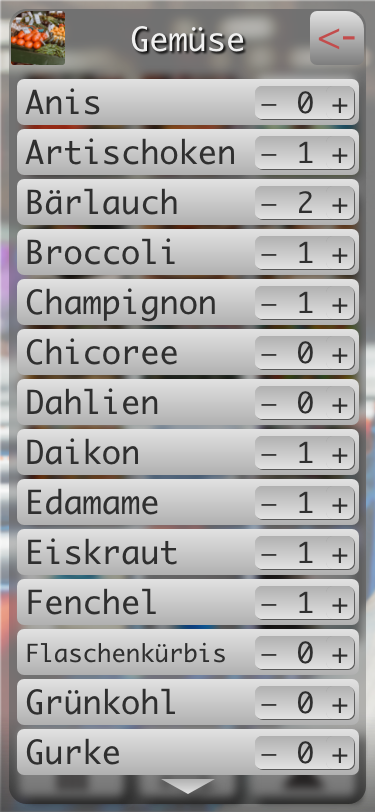 Gemüse <-
Anis – 0 +
Artischoken – 1 +
Bärlauch – 2 +
Broccoli – 1 +
Champignon – 1 +
Chicoree – 0 +
Dahlien – 0 +
Daikon – 1 +
Edamame – 1 +
Eiskraut – 1 +
Fenchel – 1 +
Flaschenkürbis – 0 +
Grünkohl – 0 +
Gurke – 0 +